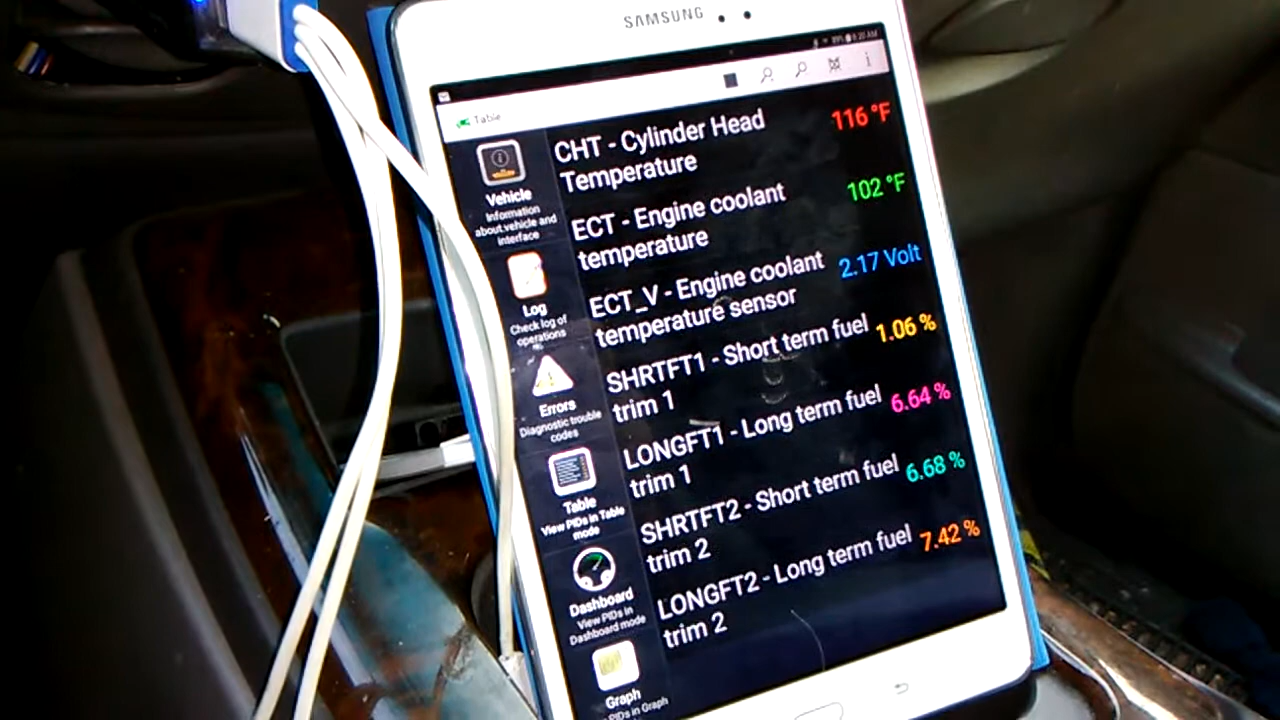 SAMSUNG
Table
Vehicle
Information
about vehicle and
interface
Log
Check log of
operations
Errors
Diagnostic trouble
codes
Table
View PIDs in Table
mode
Dashboard
View PIDs in
Dashboard mode
Graph
PIDs in Graph
CHT - Cylinder Head
Temperature
116 °F
ECT - Engine coolant
temperature
102 °F
ECT_V - Engine coolant
temperature sensor
2.17 Volt
SHRTFT1 - Short term fuel
trim 1
1.06 %
LONGFT1 - Long term fuel
trim 1
6.64 %
SHRTFT2 - Short term fuel
trim 2
6.68 %
LONGFT2 - Long term fuel
trim 2
7.42 %